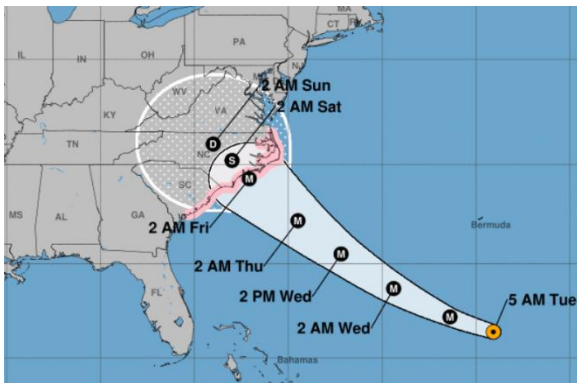 MA
PA
CT
RI
NJ
IL
IN
OH
MD
WV
2 AM Sun
VA
2 AM Sat
KY
D
S
TN
NC
M
SC
MS
AL
GA
2 AM Fri
M
Bermuda
2 AM Thu
M
2 PM Wed
FL
M
5 AM Tue
M
2 AM Wed
Bahamas